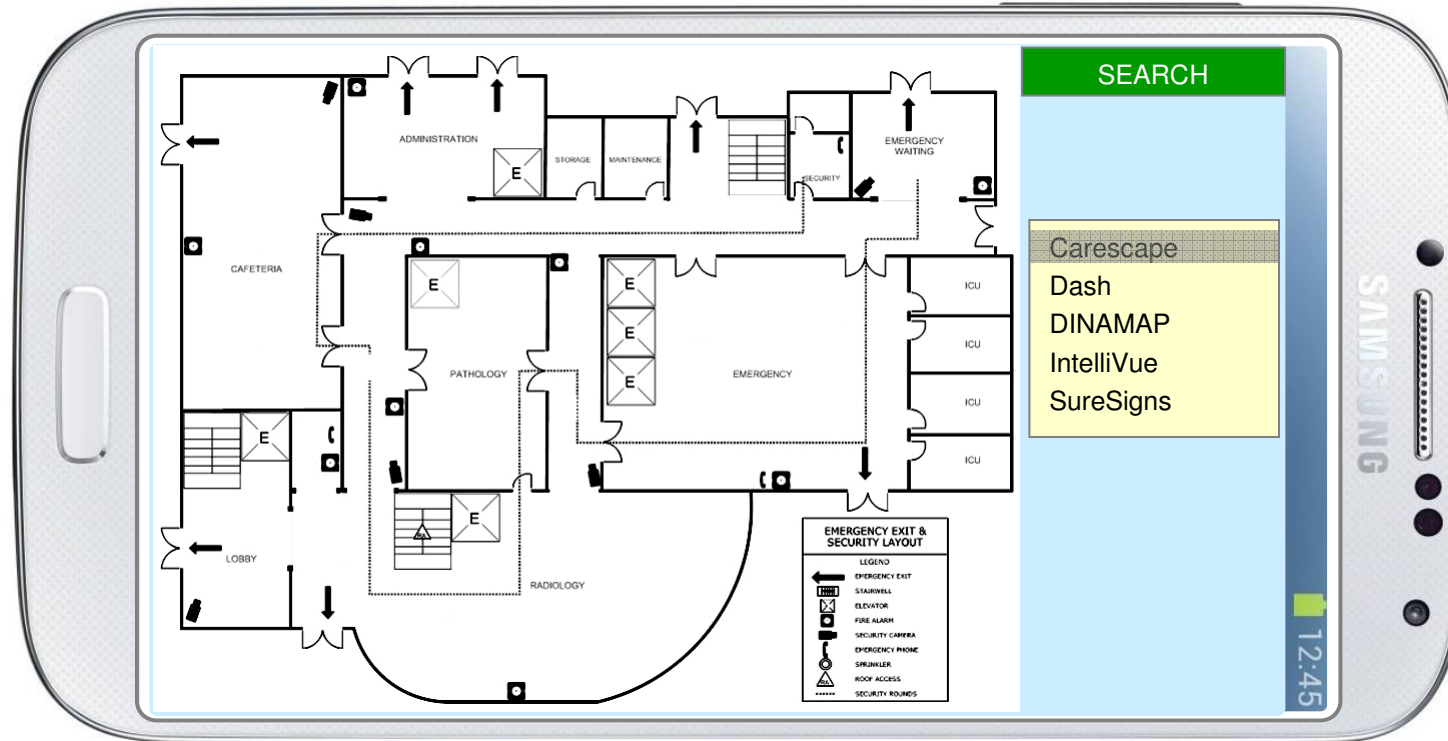 SEARCH
Carescape
Dash
DINAMAP
IntelliVue
SureSigns
SAMSUNG
12:45
ADMINISTRATION
E
STORAGE
MAINTENANCE
SECURITY
EMERGENCY
WAITING
CAFETERIA
E
PATHOLOGY
E
E
E
EMERGENCY
ICU
ICU
ICU
ICU
E
LOBBY
E
RA
RADIOLOGY
EMERGENCY EXIT &
SECURITY LAYOUT
LEGEND
EMERGENCY EXIT
STAIRWELL
ELEVATOR
FIRE ALARM
SECURITY CAMERA
EMERGENCY PHONE
SPRINKLER
RA
ROOF ACCESS
SECURITY ROUNDS